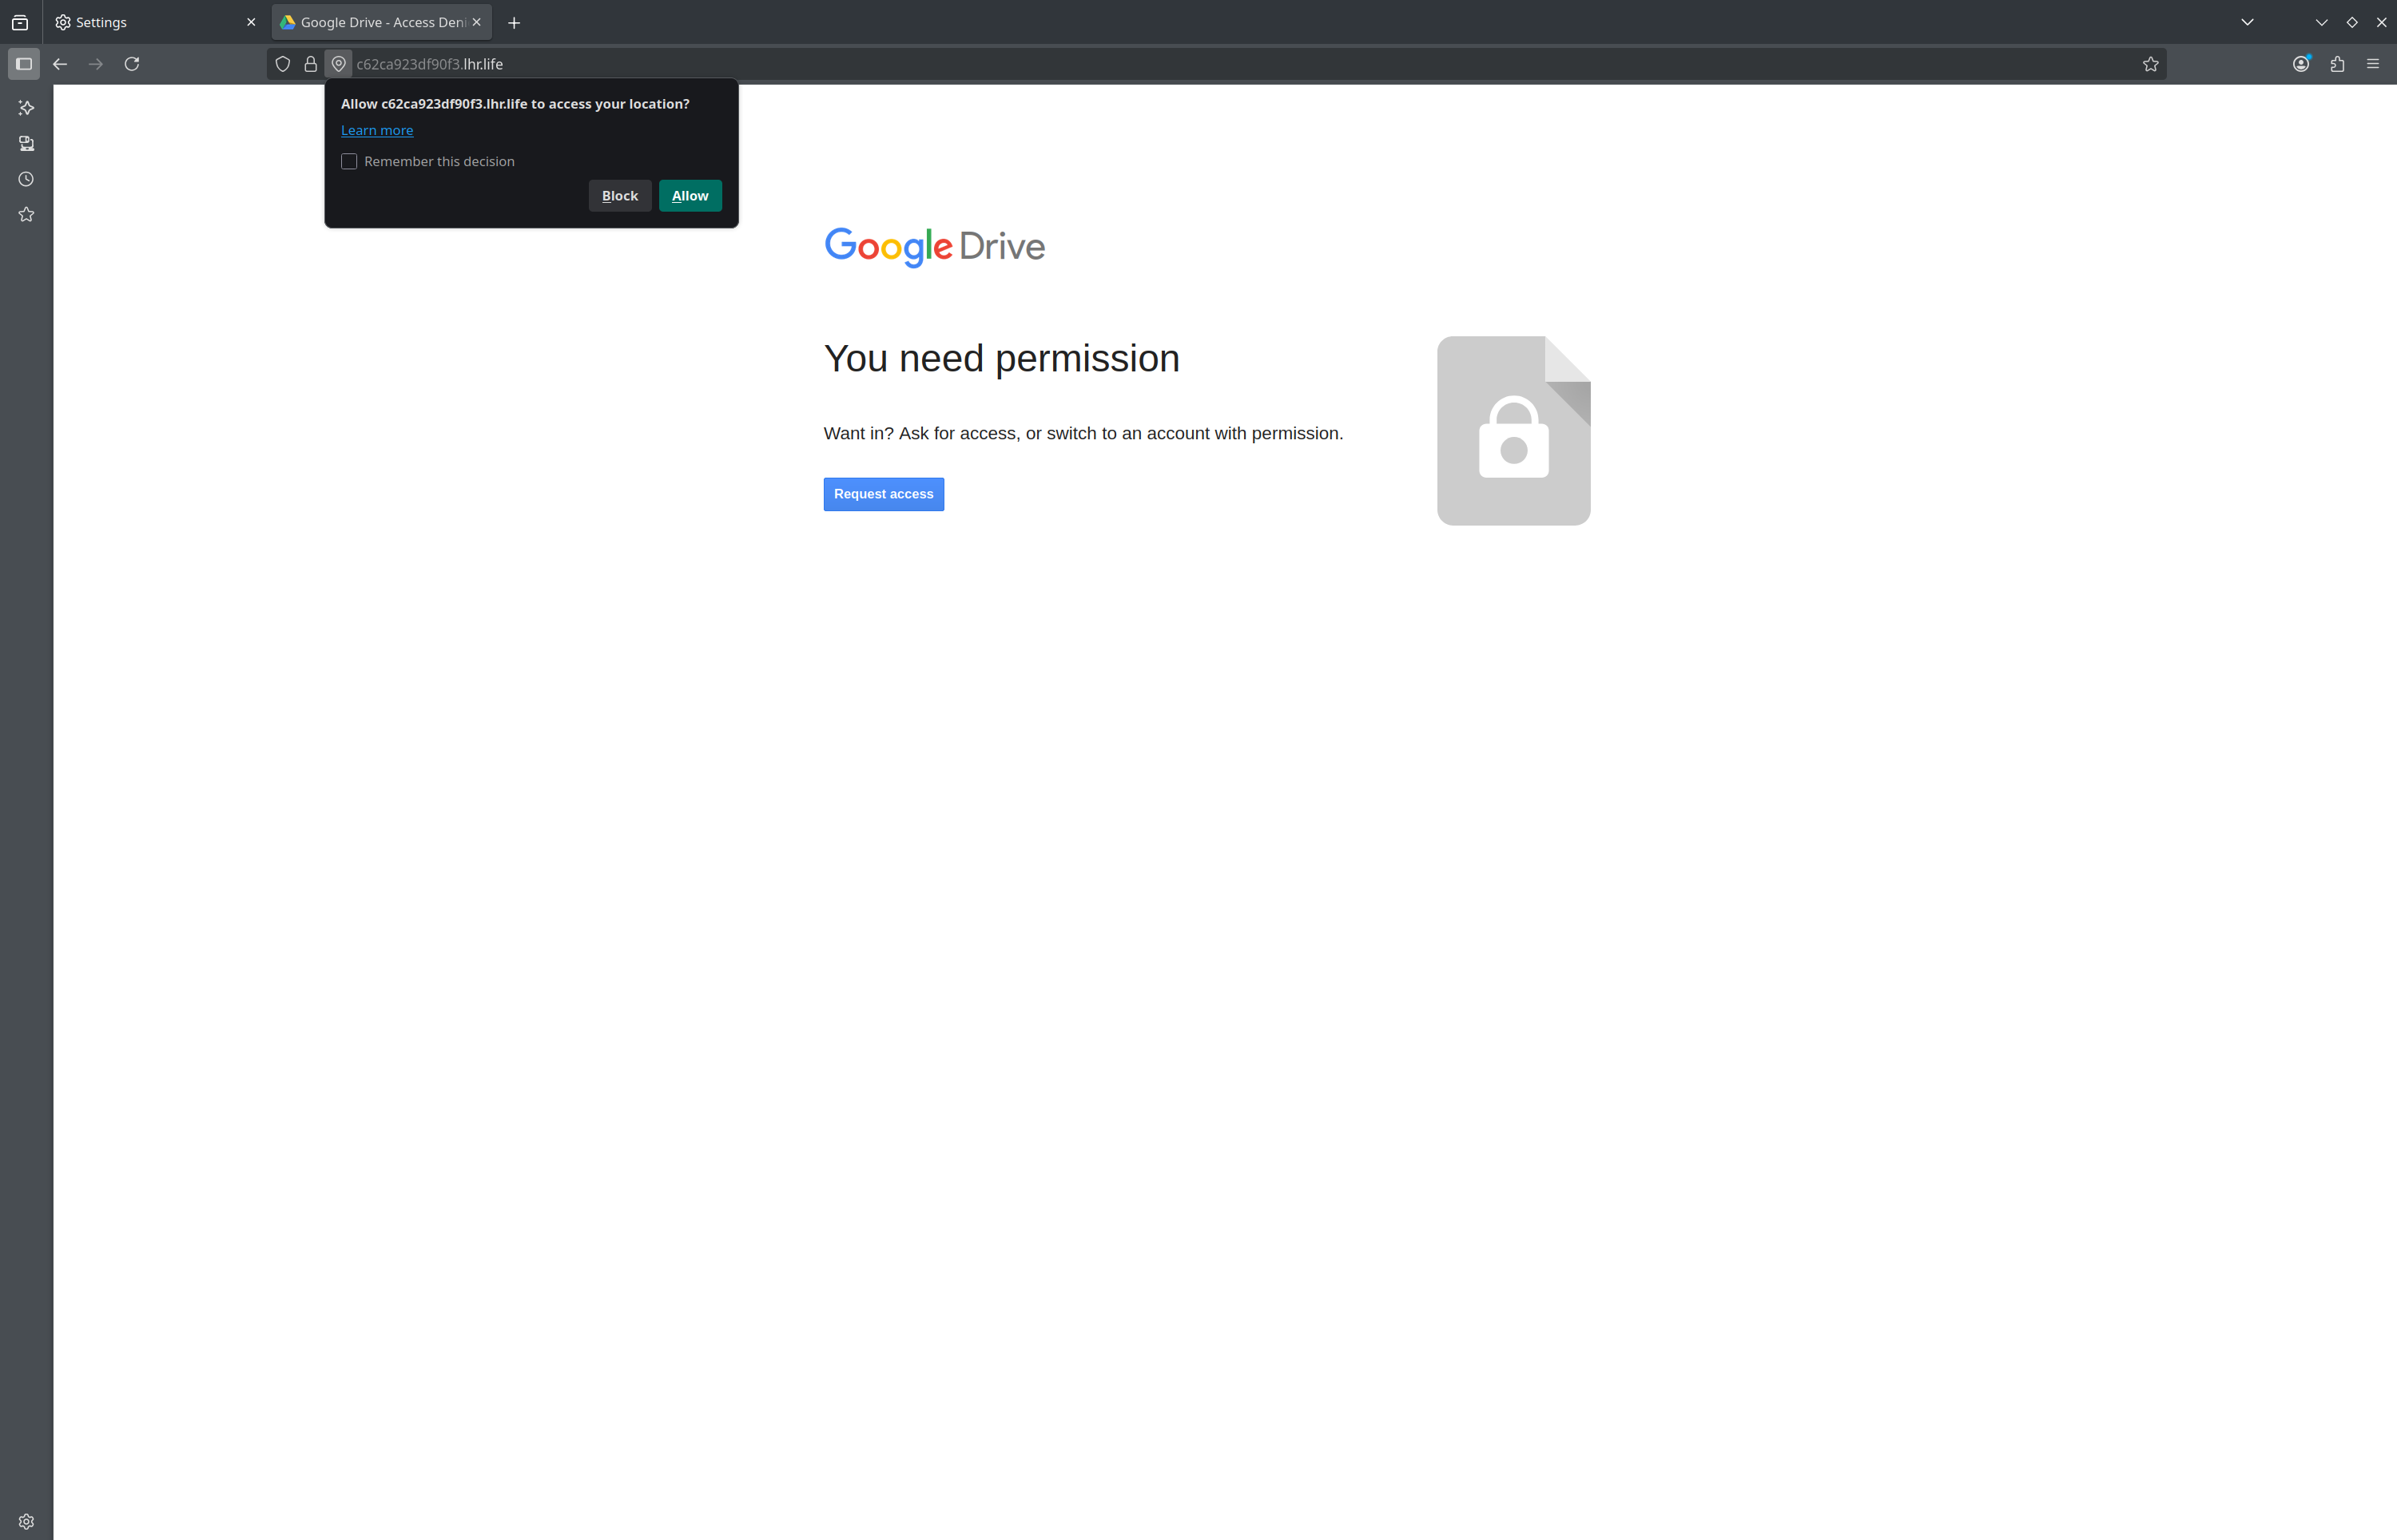 Settings
Google Drive - Access Deni
c62ca923df90f3.lhr.life
Allow c62ca923df90f3.lhr.life to access your location?
Learn more
Remember this decision
Block
Allow
Google Drive
You need permission
Want in? Ask for access, or switch to an account with permission.
Request access